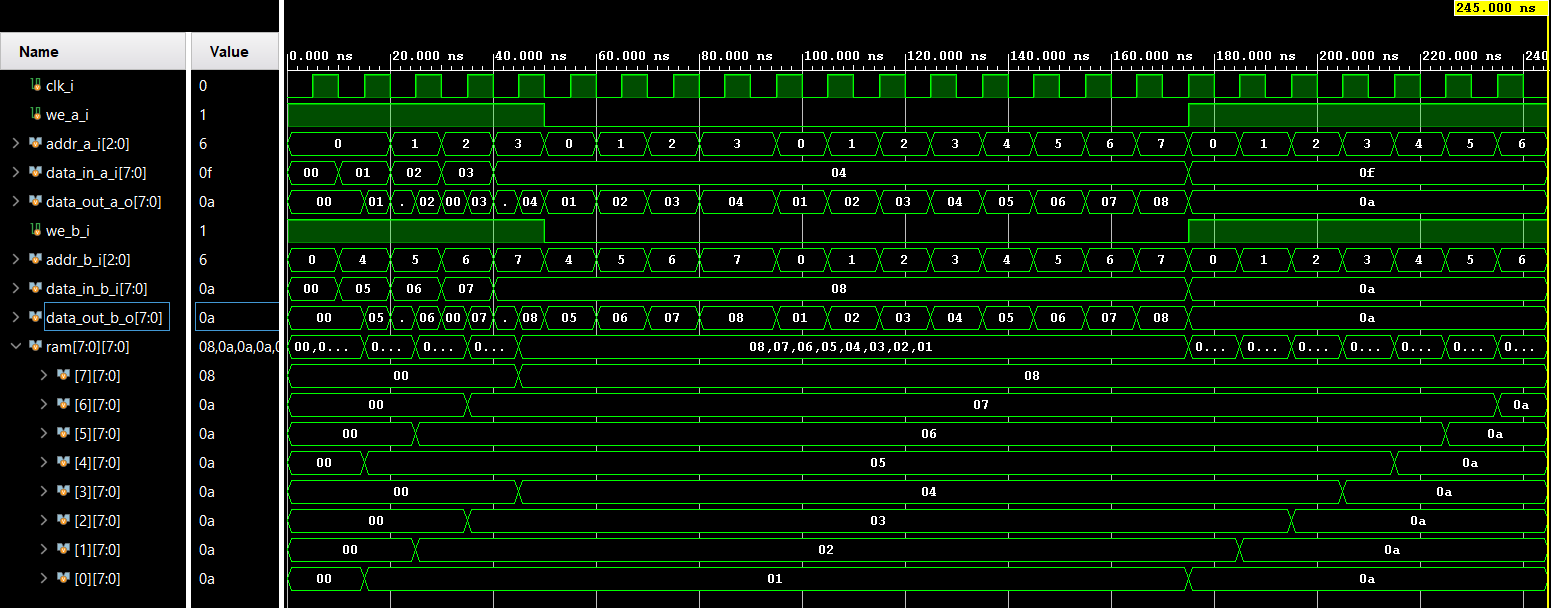 245.000 ns
Name Value
0.000 ns 20.000 ns 40.000 ns 60.000 ns 80.000 ns 100.000 ns 120.000 ns 140.000 ns 160.000 ns 180.000 ns 200.000 ns 220.000 ns 240
clk_i 0
we_a_i 1
addr_a_i[2:0] 6 0 1 2 3 0 1 2 3 0 1 2 3 4 5 6 7 0 1 2 3 4 5 6
data_in_a_i[7:0] 0f 00 01 02 03 04 0f
data_out_a_o[7:0] 0a 00 01 . 02 00 03 . 04 01 02 03 04 01 02 03 04 05 06 07 08 0a
we_b_i 1
addr_b_i[2:0] 6 0 4 5 6 7 4 5 6 7 0 1 2 3 4 5 6 7 0 1 2 3 4 5 6
data_in_b_i[7:0] 0a 00 05 06 07 08 0a
data_out_b_o[7:0] 0a 00 05 . 06 00 07 . 08 05 06 07 08 01 02 03 04 05 06 07 08 0a
ram[7:0][7:0] 08,0a,0a,0a,0 00,0... 0... 0... 0... 08,07,06,05,04,03,02,01 0... 0... 0... 0... 0... 0... 0...
[7][7:0] 08 00 08
[6][7:0] 0a 00 07 0a
[5][7:0] 0a 00 06 0a
[4][7:0] 0a 00 05 0a
[3][7:0] 0a 00 04 0a
[2][7:0] 0a 00 03 0a
[1][7:0] 0a 00 02 0a
[0][7:0] 0a 00 01 0a